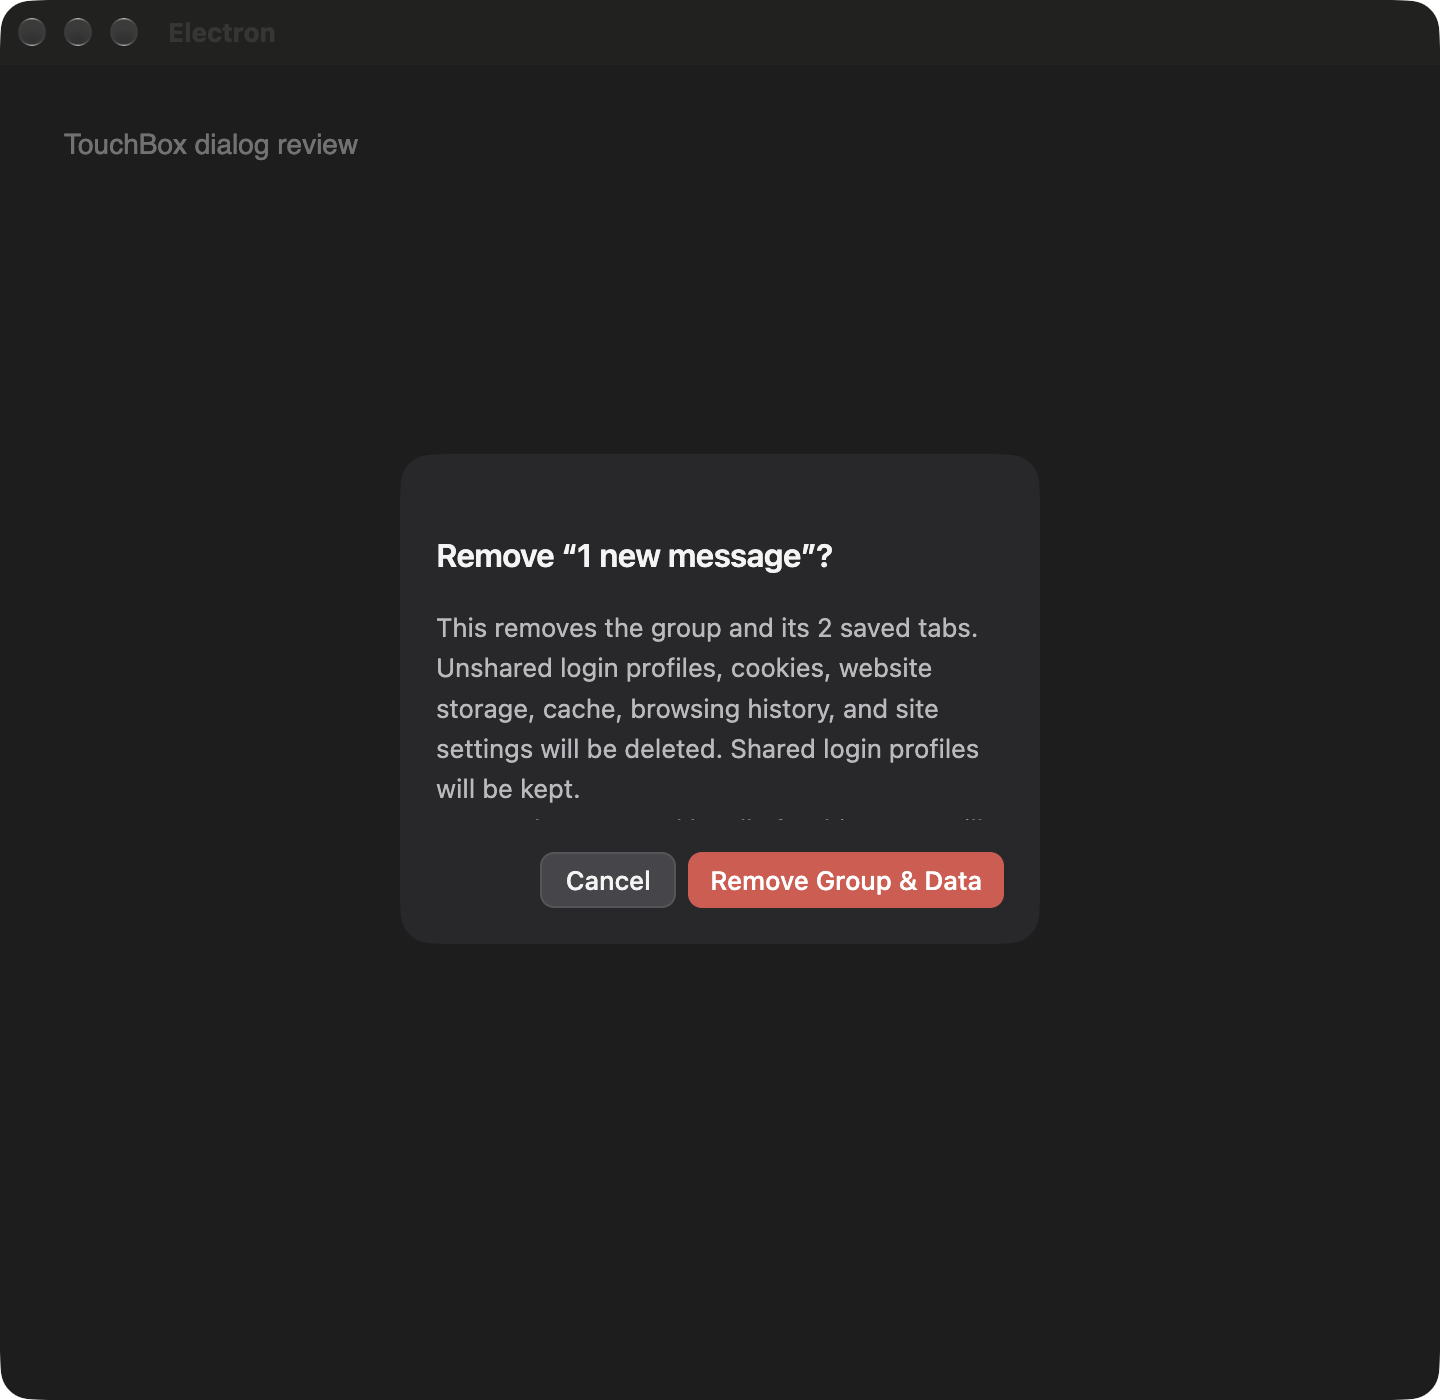 Electron
TouchBox dialog review
Remove “1 new message”?
This removes the group and its 2 saved tabs.
Unshared login profiles, cookies, website
storage, cache, browsing history, and site
settings will be deleted. Shared login profiles
will be kept.
Cancel
Remove Group & Data